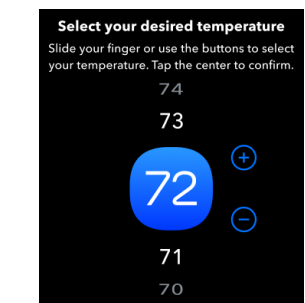 Select your desired temperature
Slide your finger or use the buttons to select
your temperature. Tap the center to confirm.
74
73
72
71
70